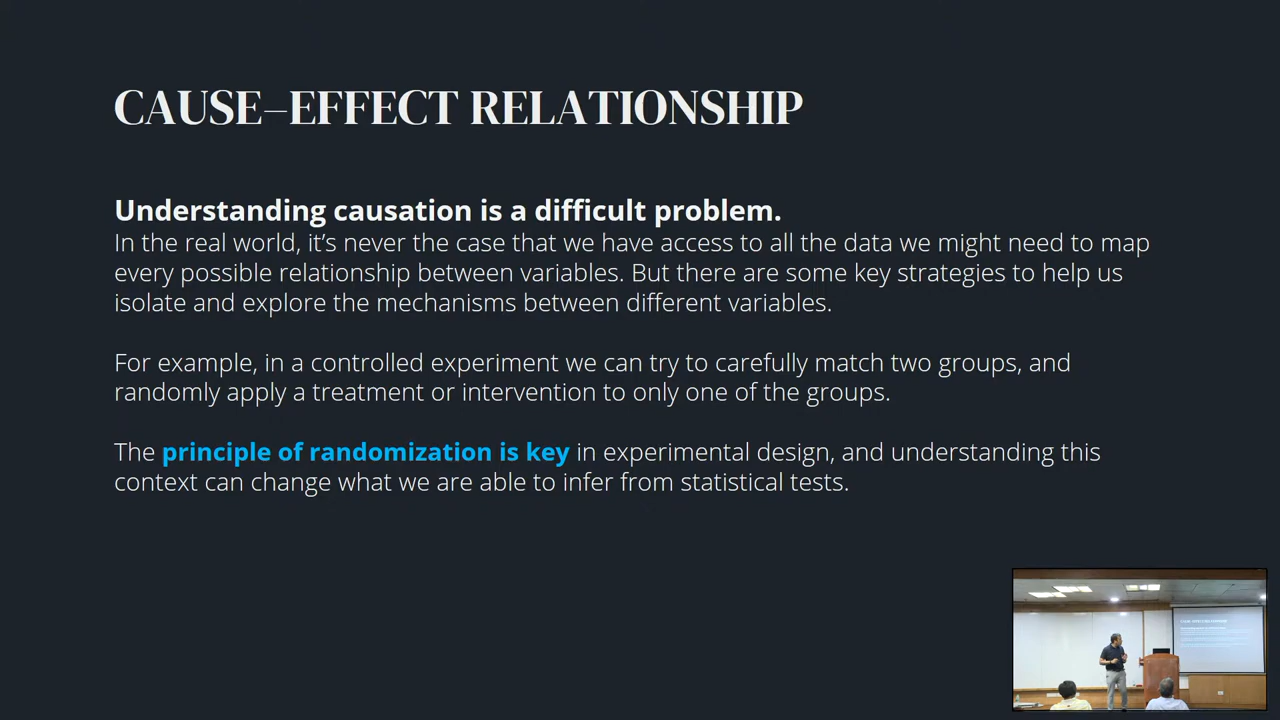 CAUSE–EFFECT RELATIONSHIP
Understanding causation is a difficult problem.
In the real world, it’s never the case that we have access to all the data we might need to map
every possible relationship between variables. But there are some key strategies to help us
isolate and explore the mechanisms between different variables.
For example, in a controlled experiment we can try to carefully match two groups, and
randomly apply a treatment or intervention to only one of the groups.
The principle of randomization is key in experimental design, and understanding this
context can change what we are able to infer from statistical tests.